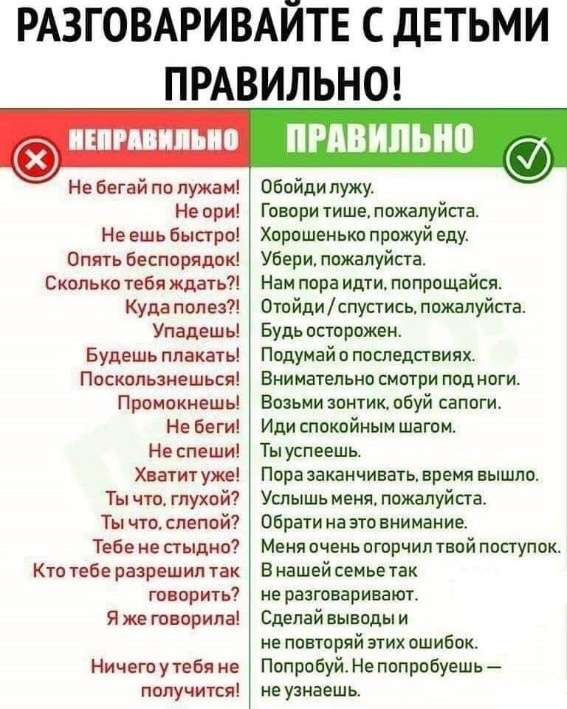 РАЗГОВАРИВАЙТЕ С ДЕТЬМИ
ПРАВИЛЬНО!
НЕПРАВИЛЬНО ПРАВИЛЬНО
Не бегай по лужам! Обойди лужу.
Не ори! Говори тише, пожалуйста.
Не ешь быстро! Хорошенько прожуй еду.
Опять беспорядок! Убери, пожалуйста.
Сколько тебя ждать?! Нам пора идти, попрощайся.
Куда полез?! Отойди / спустись, пожалуйста.
Упадешь! Будь осторожен.
Будешь плакать! Подумай о последствиях.
Поскользнешься! Внимательно смотри под ноги.
Промокнешь! Возьми зонтик, обуй сапоги.
Не беги! Иди спокойным шагом.
Не спеши! Ты успеешь.
Хватит уже! Пора заканчивать, время вышло.
Ты что, глухой? Услышь меня, пожалуйста.
Ты что, слепой? Обрати на это внимание.
Тебе не стыдно? Меня очень огорчил твой поступок.
Кто тебе разрешил так В нашей семье так
говорить? не разговаривают.
Я же говорила! Сделай выводы и
не повторяй этих ошибок.
Ничего у тебя не Попробуй. Не попробуешь —
получится! не узнаешь.